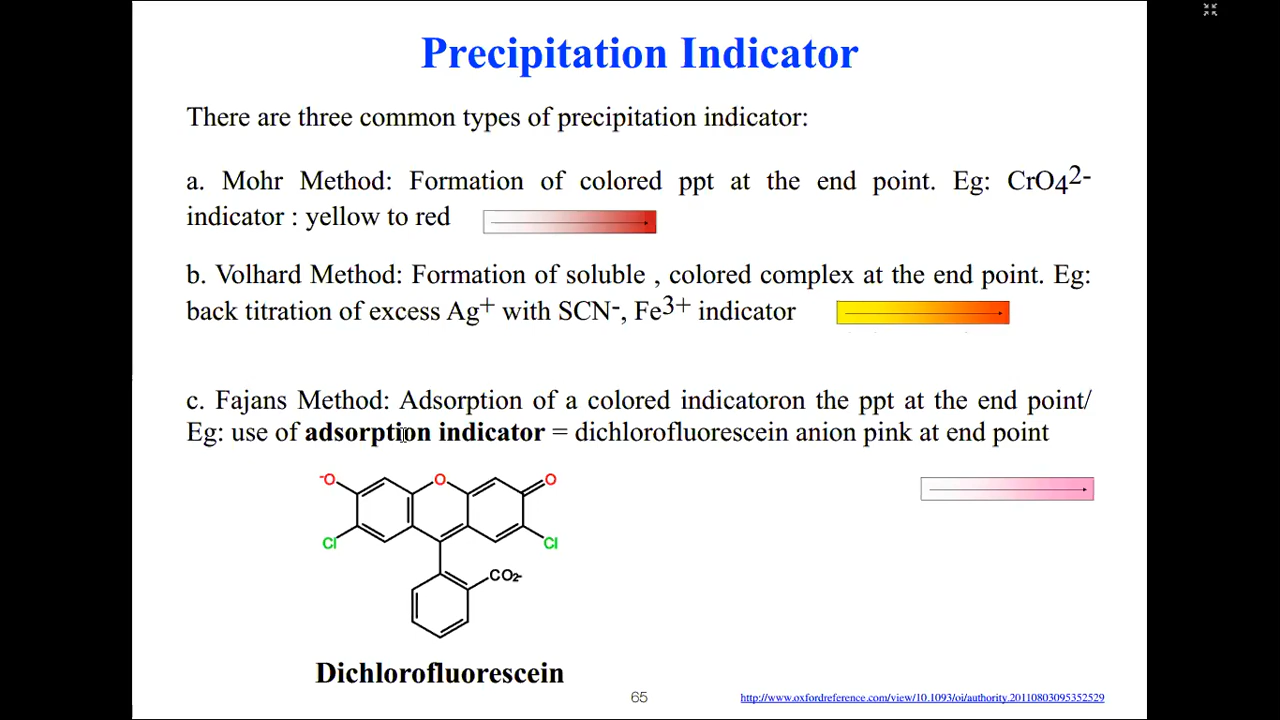 Precipitation Indicator
There are three common types of precipitation indicator:
a. Mohr Method: Formation of colored ppt at the end point. Eg: CrO42-
indicator : yellow to red
b. Volhard Method: Formation of soluble , colored complex at the end point. Eg:
back titration of excess Ag+ with SCN-, Fe3+ indicator
c. Fajans Method: Adsorption of a colored indicatoron the ppt at the end point/
Eg: use of adsorption indicator = dichlorofluorescein anion pink at end point
-O O O
Cl Cl
CO2-
Dichlorofluorescein
65
http://www.oxfordreference.com/view/10.1093/oi/authority.20110803095352529